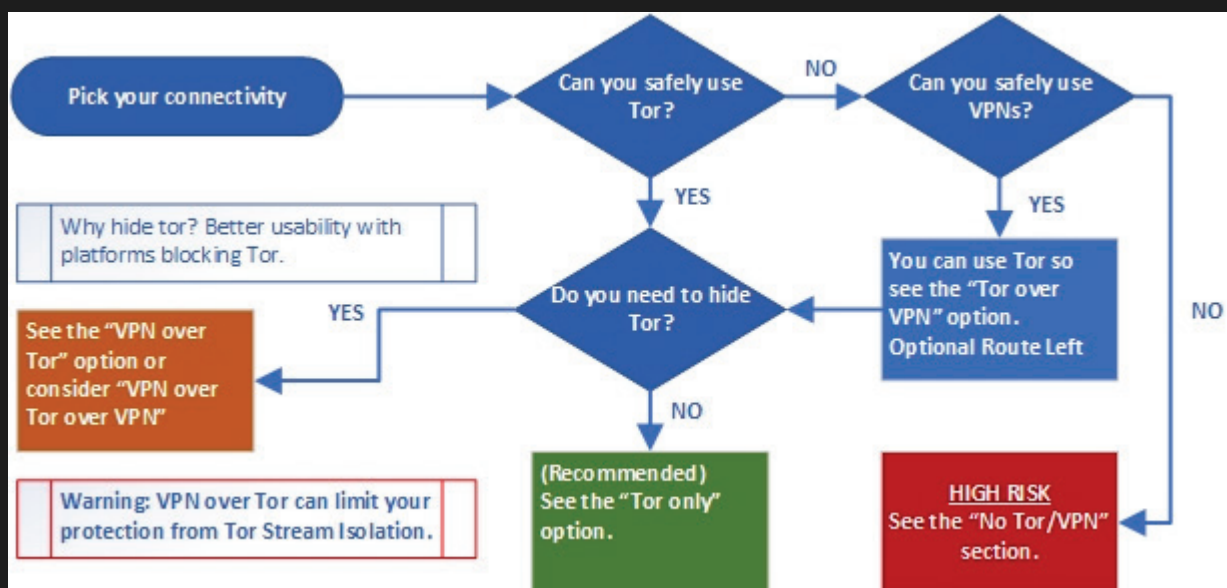 Pick your connectivity
Can you safely use
Tor?
NO
Can you safely use
VPNs?
YES
YES
NO
Why hide tor? Better usability with
platforms blocking Tor.
Do you need to hide
Tor?
You can use Tor so
see the “Tor over
VPN” option.
Optional Route Left
YES
See the “VPN over
Tor” option or
consider “VPN over
Tor over VPN”
NO
Warning: VPN over Tor can limit your
protection from Tor Stream Isolation.
(Recommended)
See the “Tor only”
option.
HIGH RISK
See the “No Tor/VPN”
section.